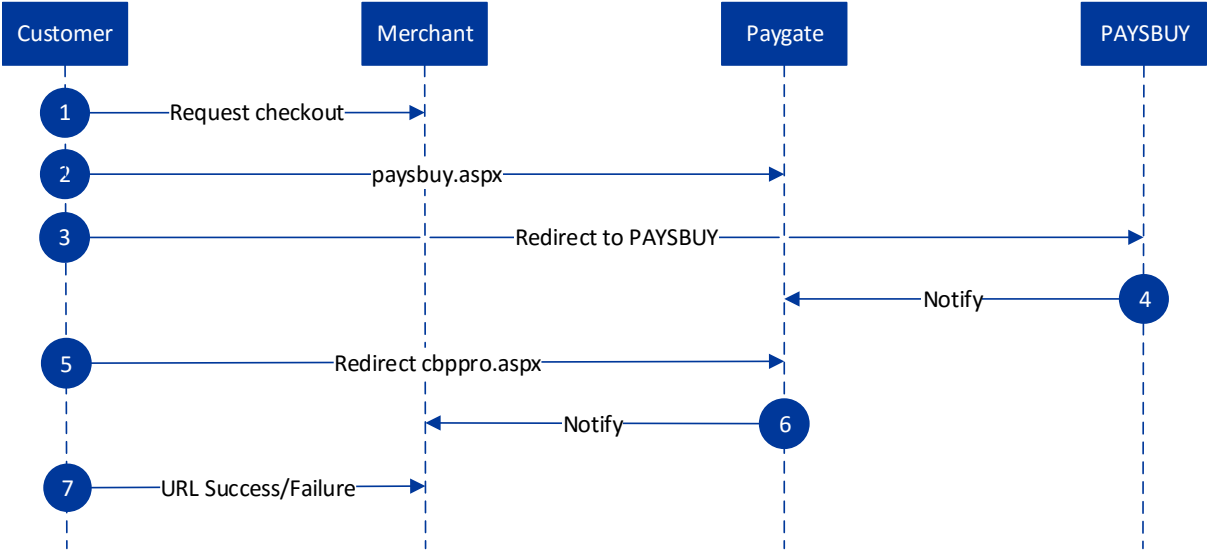 Customer
Merchant
Paygate
PAYSBUY
1
Request checkout
2
paysbuy.aspx
3
Redirect to PAYSBUY
Notify
4
5
Redirect cbppro.aspx
Notify
6
7
URL Success/Failure